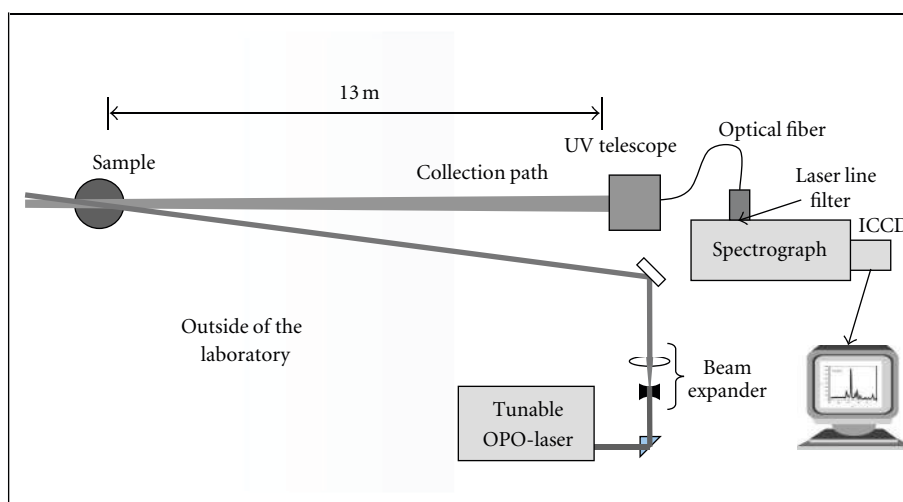 13 m
Sample
Collection path
UV telescope
Optical fiber
Laser line
filter
ICCD
Spectrograph
Outside of the
laboratory
Beam
expander
Tunable
OPO-laser